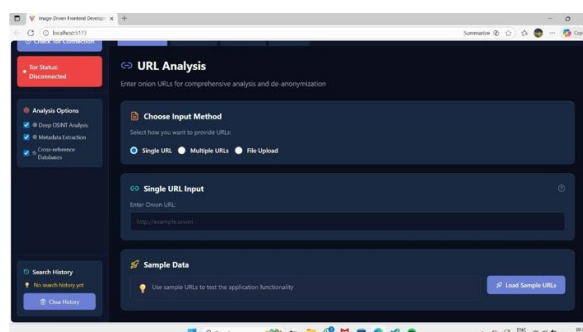 Image Driven Frontend Develop
localhost:5173
Summarize
Check Tor Connection
Tor Status:
Disconnected
URL Analysis
Enter onion URLs for comprehensive analysis and de-anonymization
Analysis Options
Deep OSINT Analysis
Metadata Extraction
Cross-reference
Databases
Choose Input Method
Select how you want to provide URLs:
Single URL
Multiple URLs
File Upload
Single URL Input
Enter Onion URL:
http://example.onion
Search History
No search history yet
Clear History
Sample Data
Use sample URLs to test the application functionality
Load Sample URLs
ENG